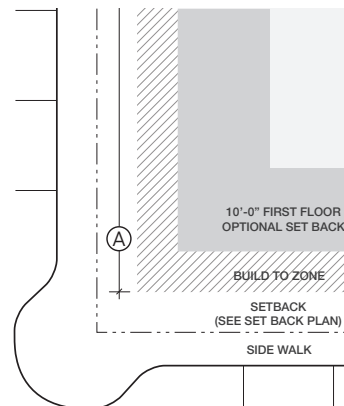 10’-0” FIRST FLOOR
OPTIONAL SET BACK
A
BUILD TO ZONE
SETBACK
(SEE SET BACK PLAN)
SIDE WALK